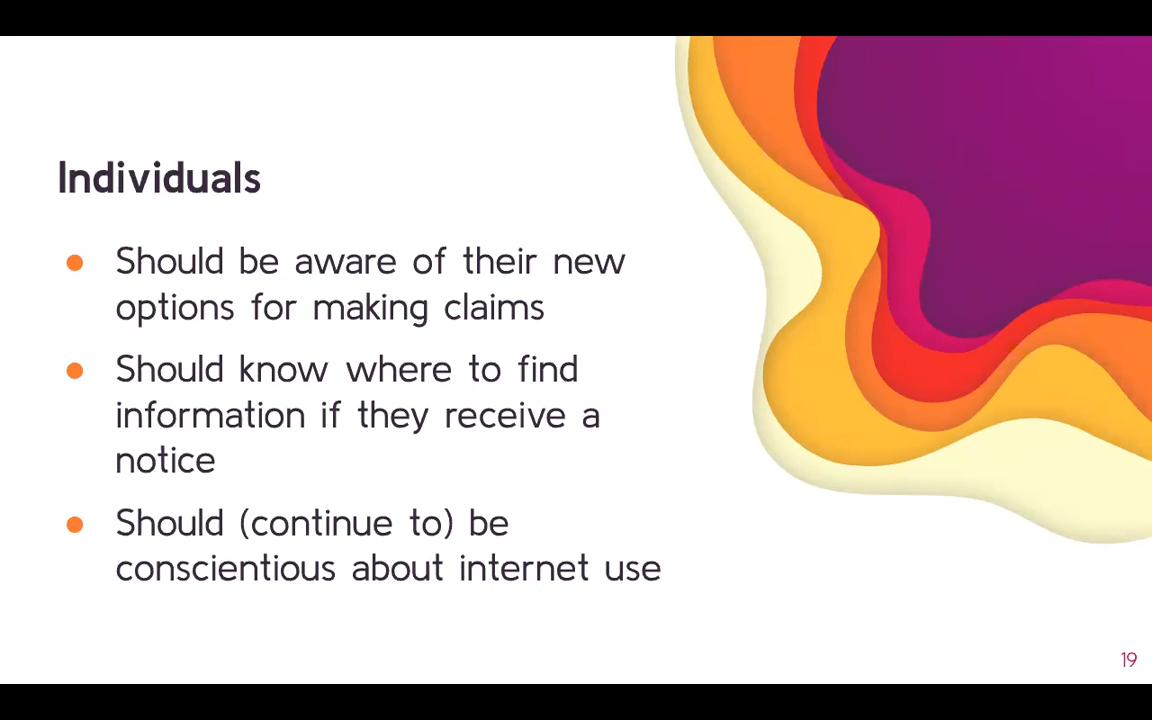 Individuals
Should be aware of their new
options for making claims
Should know where to find
information if they receive a
notice
Should (continue to) be
conscientious about internet use
19